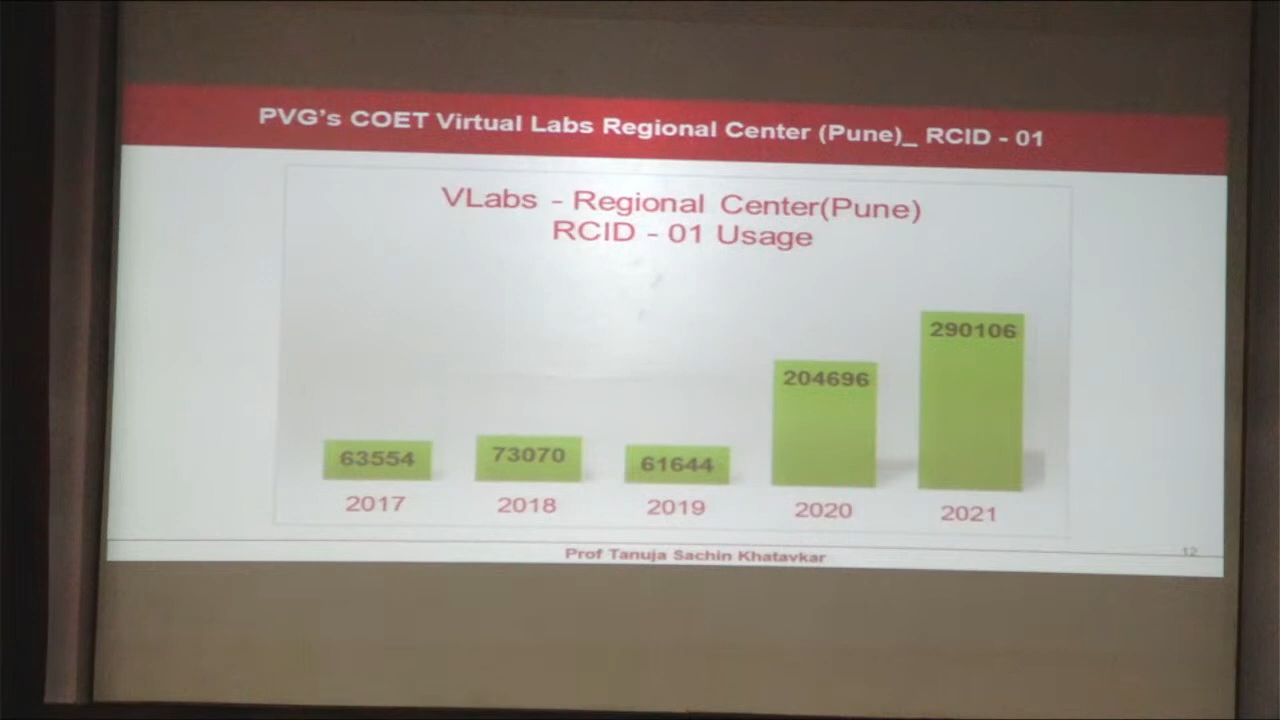 PVG's COET Virtual Labs Regional Center (Pune)_ RCID - 01
VLabs - Regional Center(Pune)
RCID - 01 Usage
290106
204696
63554
73070
61644
2017
2018
2019
2020
2021
Prof Tanuja Sachin Khatavkar
12